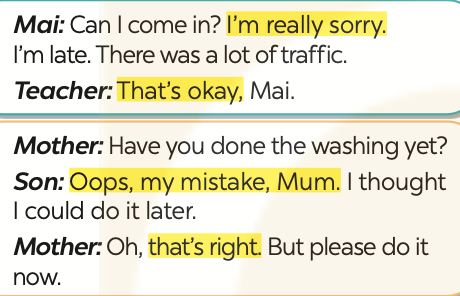 Mai: Can I come in? I'm really sorry.
I'm late. There was a lot of traffic.
Teacher: That's okay, Mai.
Mother: Have you done the washing yet?
Son: Oops, my mistake, Mum. I thought
I could do it later.
Mother: Oh, that's right. But please do it
now.